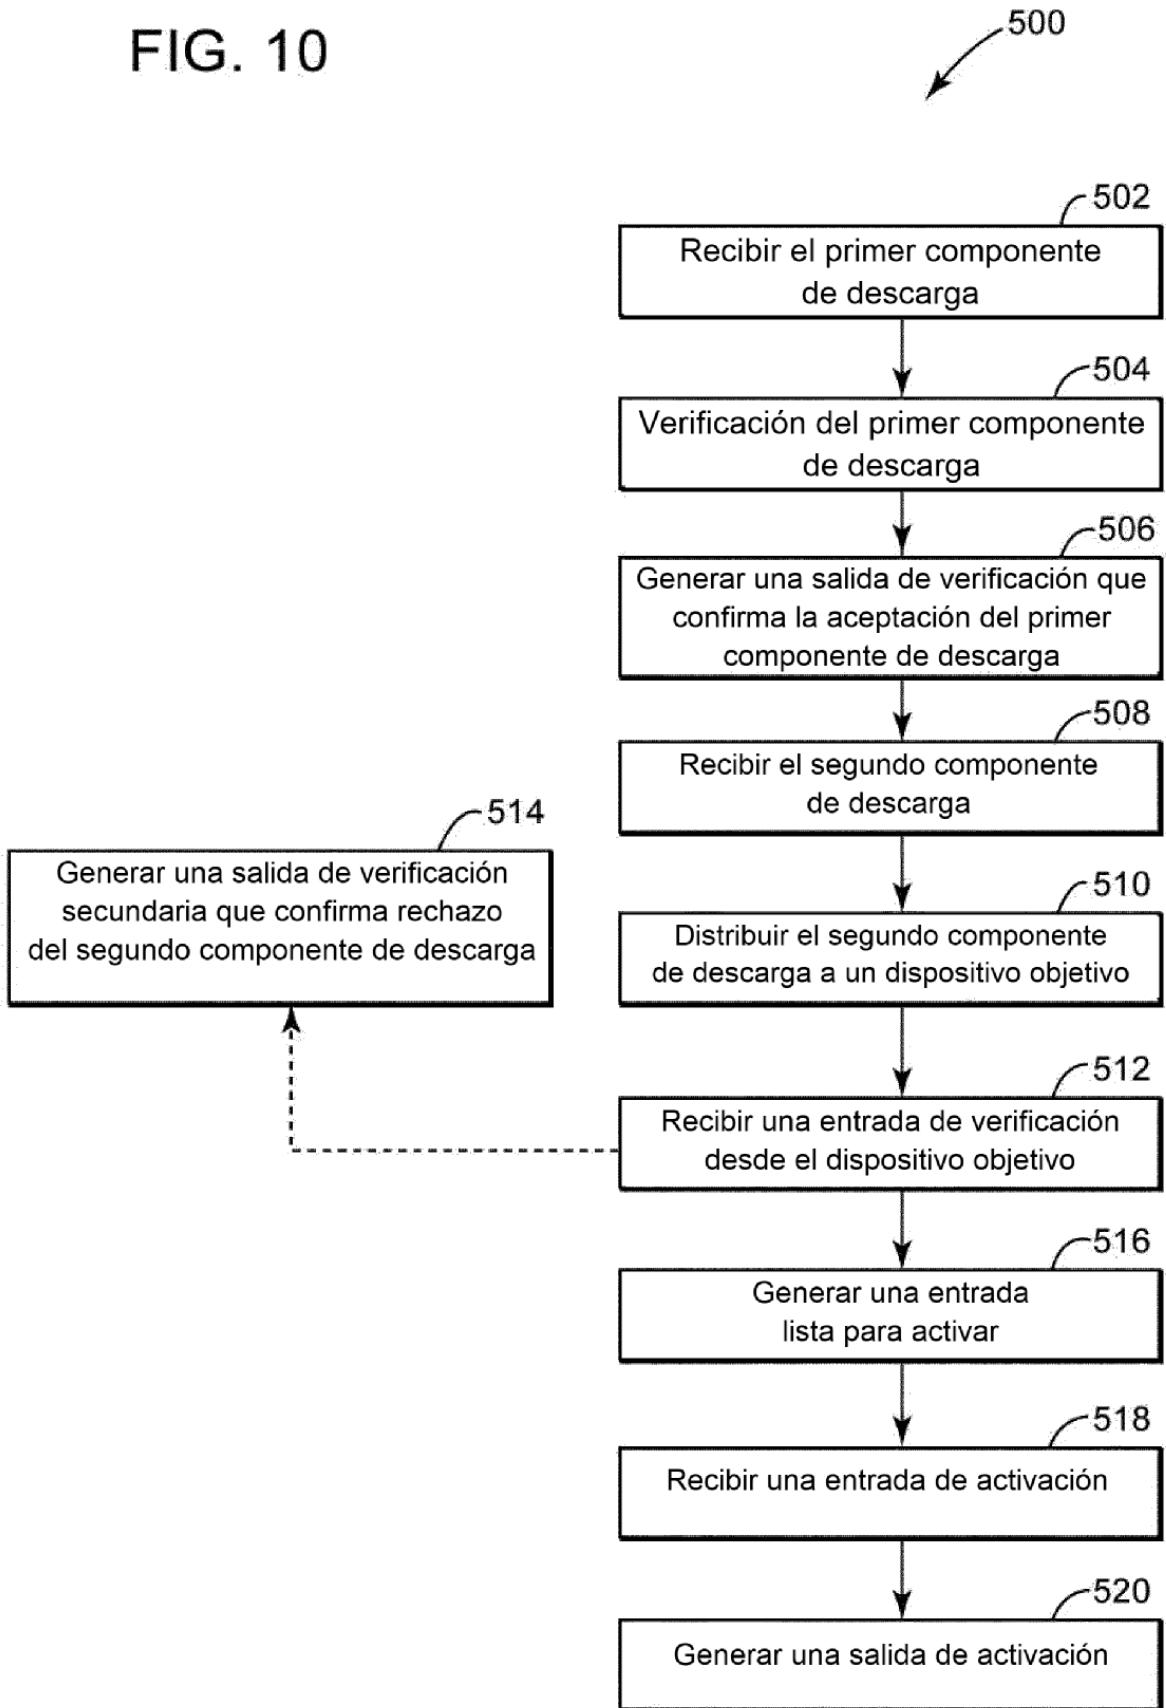 FIG. 10
500
502
Recibir el primer componente
de descarga
504
Verificación del primer componente
de descarga
506
Generar una salida de verificación que
confirma la aceptación del primer
componente de descarga
508
Recibir el segundo componente
de descarga
514
Generar una salida de verificación
secundaria que confirma rechazo
del segundo componente de descarga
510
Distribuir el segundo componente
de descarga a un dispositivo objetivo
512
Recibir una entrada de verificación
desde el dispositivo objetivo
516
Generar una entrada
lista para activar
518
Recibir una entrada de activación
520
Generar una salida de activación